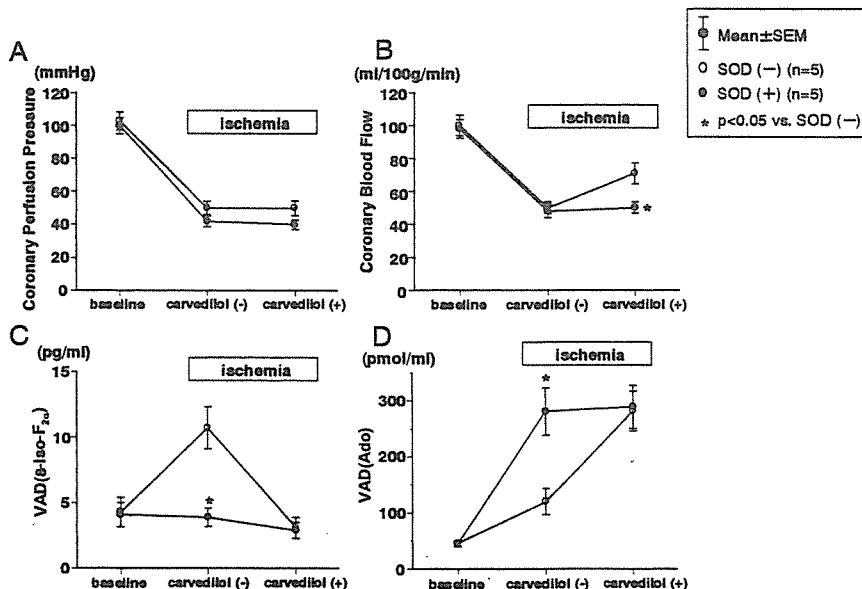 Mean±SEM
SOD (—) (n=5)
SOD (+) (n=5)
* p<0.05 vs. SOD (—)
A
(mmHg)
Coronary Perfusion Pressure
120
100
80
60
40
20
0
ischemia
baseline carvedilol (-) carvedilol (+)
B
(ml/100g/min)
Coronary Blood Flow
120
100
80
60
40
20
0
ischemia
*
baseline carvedilol (-) carvedilol (+)
C
(pg/ml)
VAD(8-Iso-F2α)
15
10
5
0
ischemia
*
baseline carvedilol (-) carvedilol (+)
D
(pmol/ml)
VAD(Ado)
300
200
100
0
ischemia
*
baseline carvedilol (-) carvedilol (+)